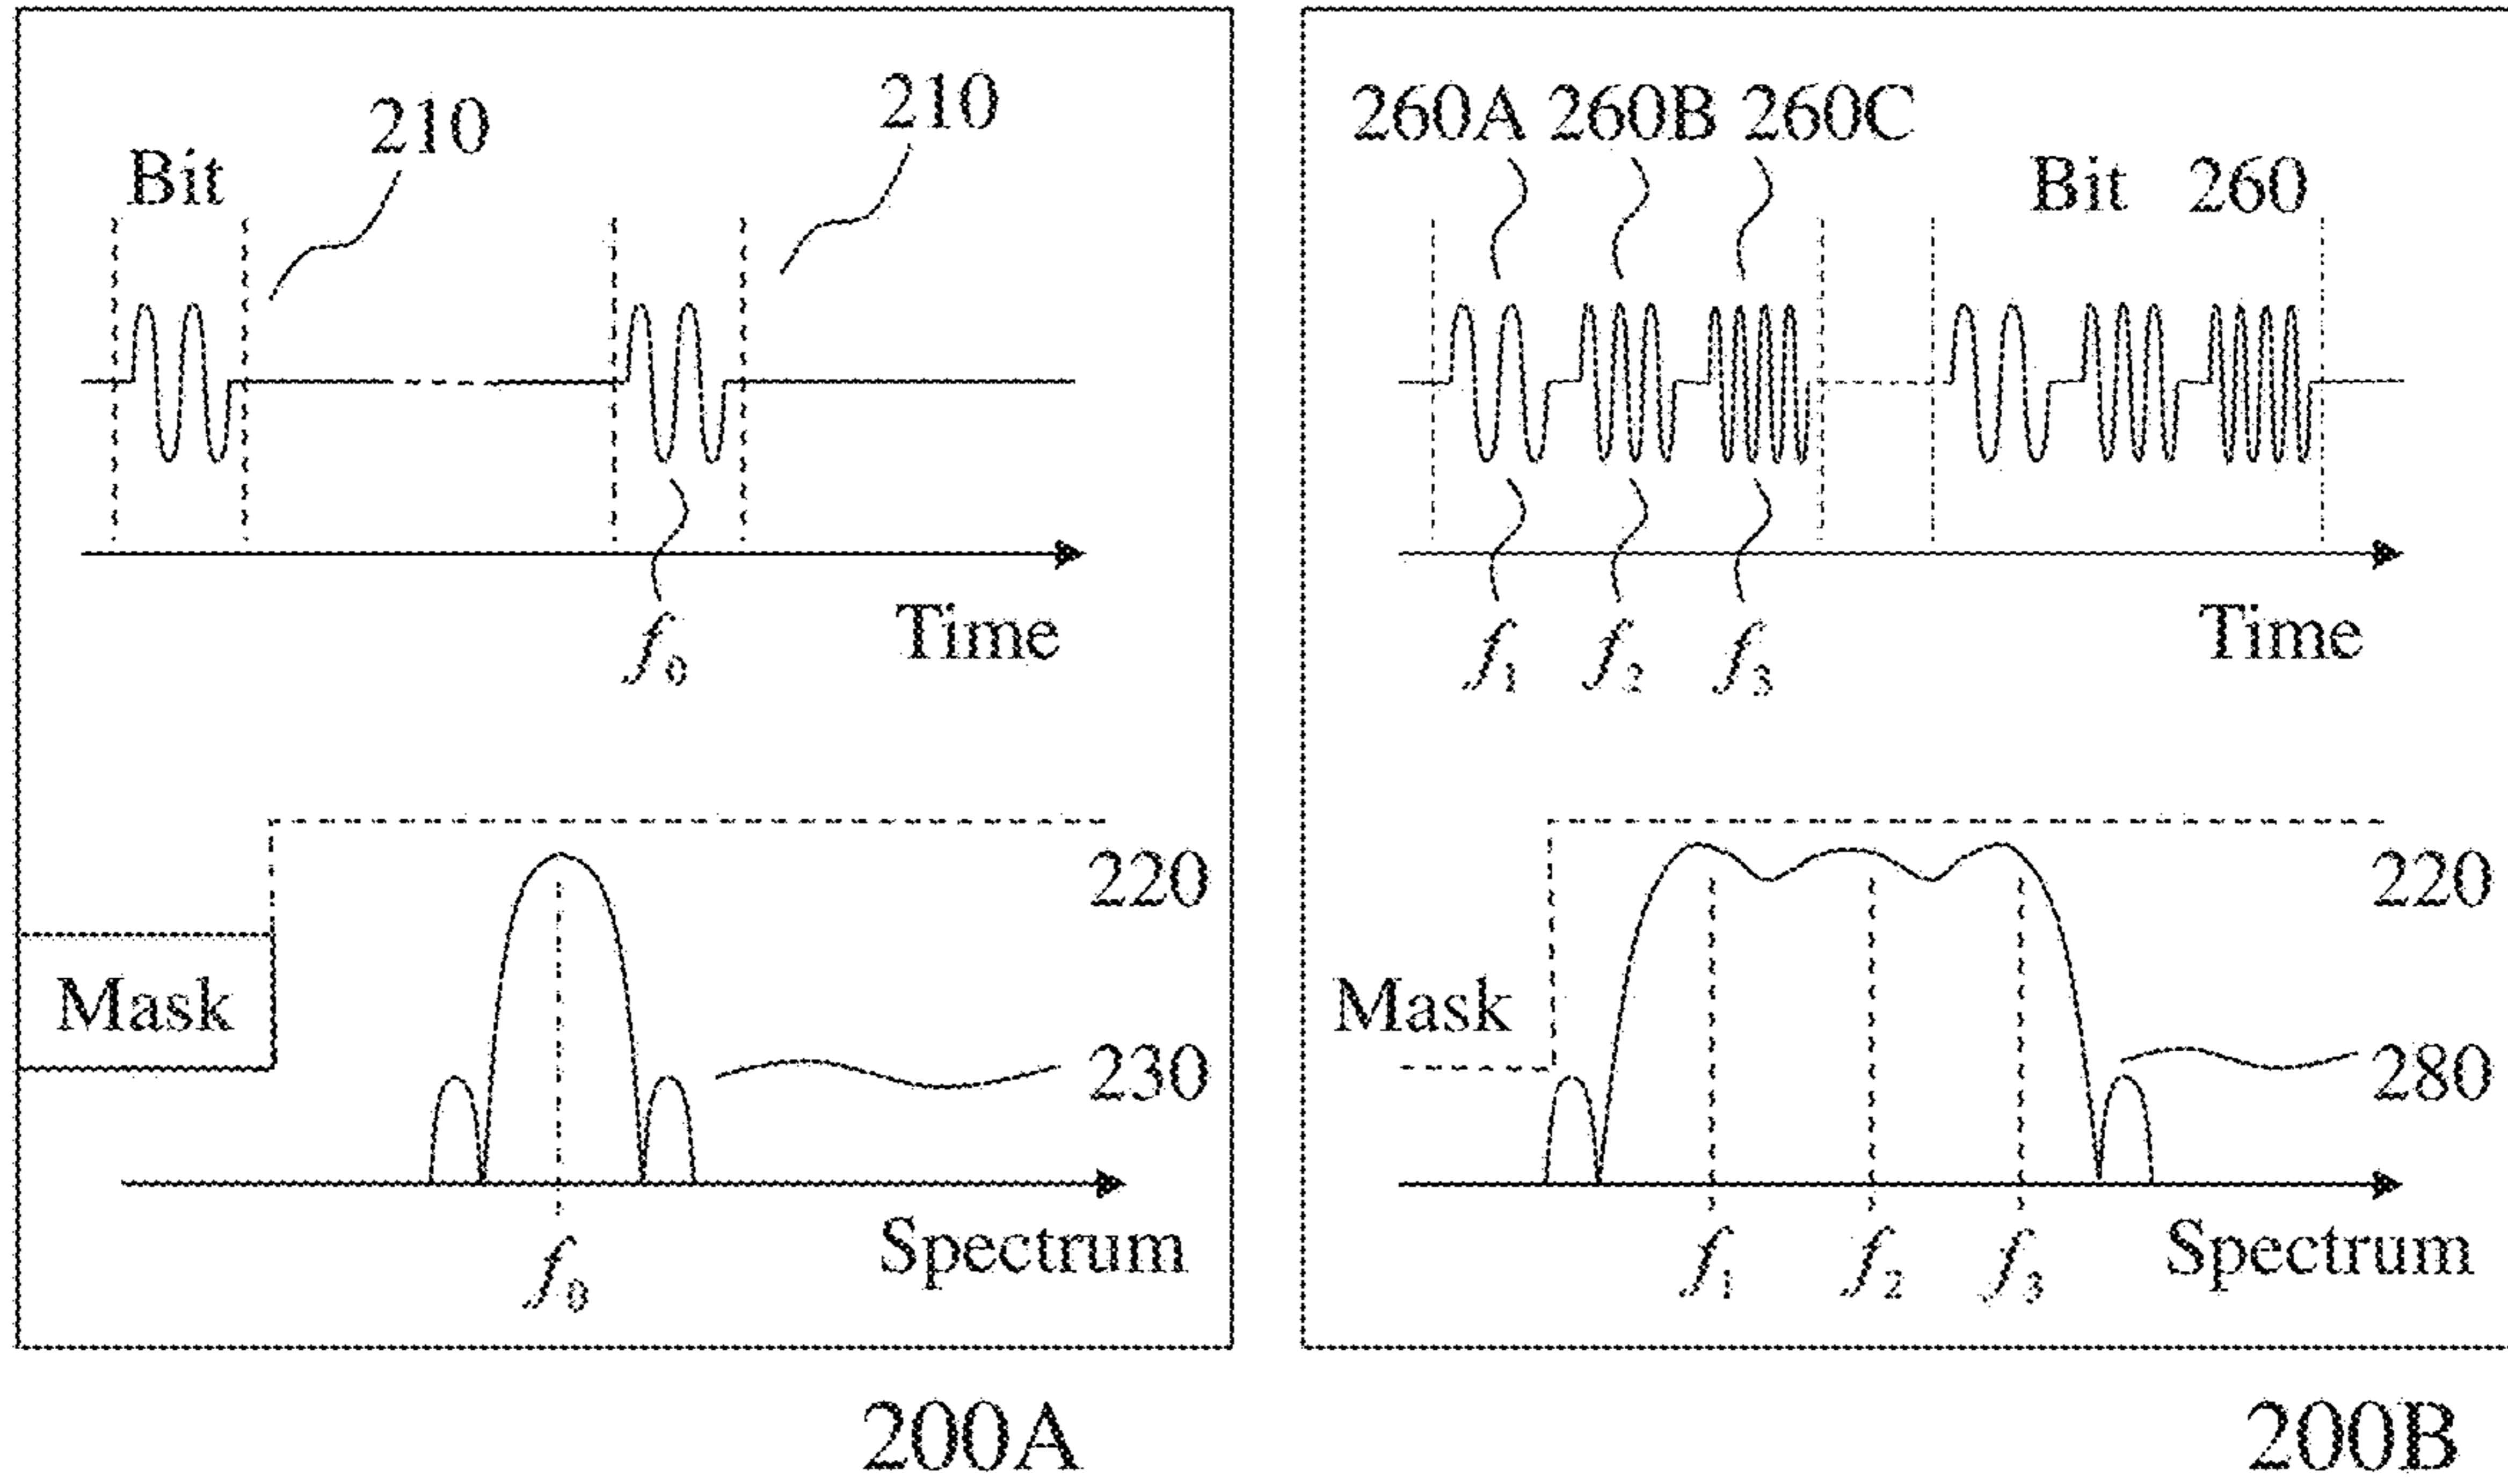 210
210
Bit
Time
f0
220
Mask
230
Spectrum
f0
200A
260A 260B 260C
Bit 260
Time
f1 f2 f3
220
Mask
280
Spectrum
f1 f2 f3
200B